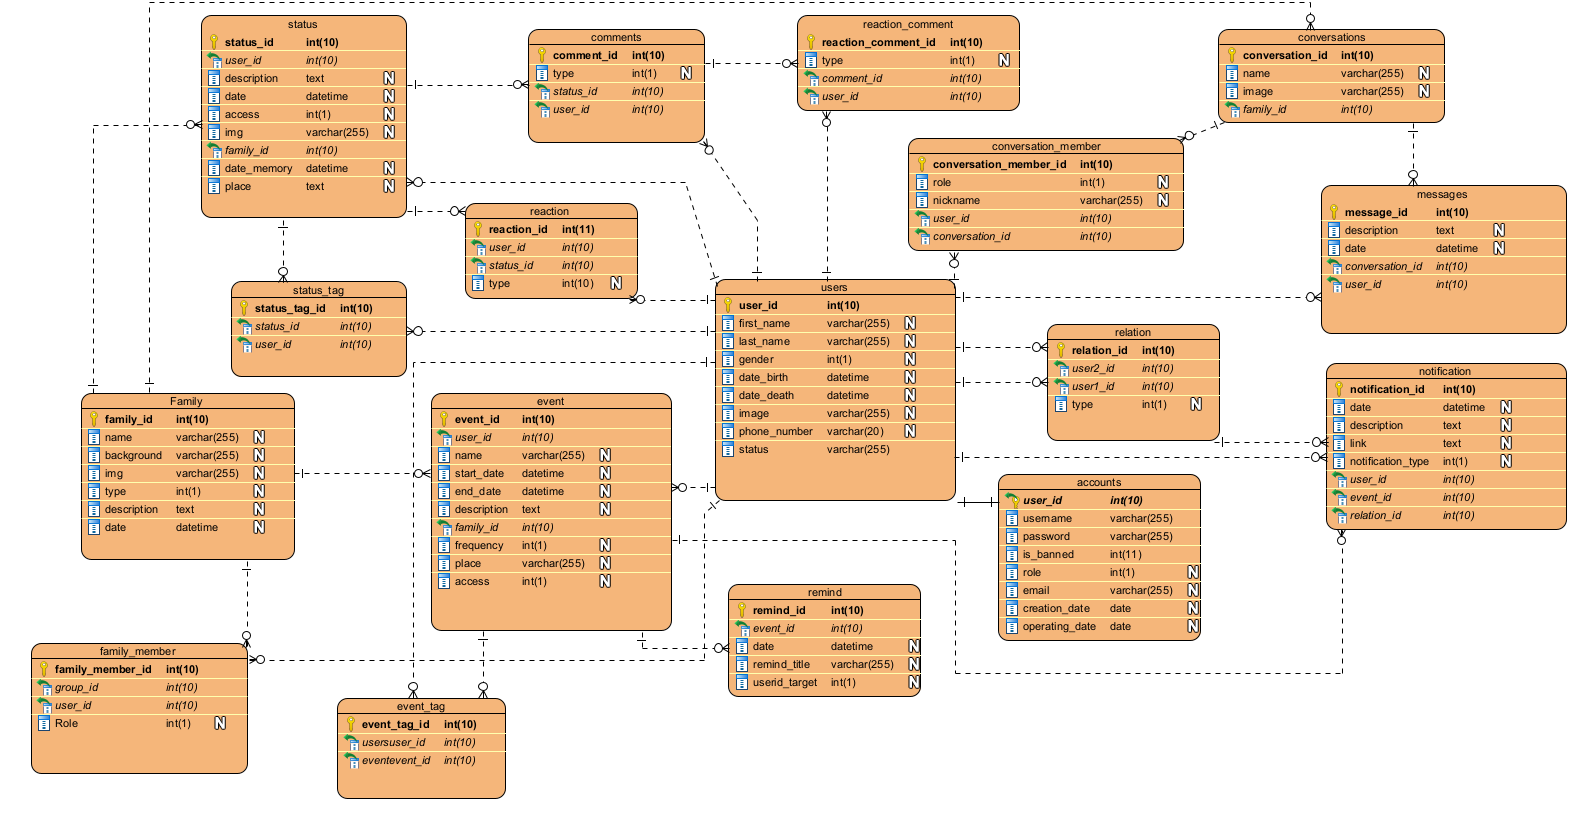 status
status_id int(10)
user_id int(10)
description text N
date datetime N
access int(1) N
img varchar(255) N
family_id int(10)
date_memory datetime N
place text N
comments
comment_id int(10)
type int(1) N
status_id int(10)
user_id int(10)
reaction_comment
reaction_comment_id int(10)
type int(1) N
comment_id int(10)
user_id int(10)
conversations
conversation_id int(10)
name varchar(255) N
image varchar(255) N
family_id int(10)
conversation_member
conversation_member_id int(10)
role int(1) N
nickname varchar(255) N
user_id int(10)
conversation_id int(10)
messages
message_id int(10)
description text N
date datetime N
conversation_id int(10)
user_id int(10)
reaction
reaction_id int(11)
user_id int(10)
status_id int(10)
type int(10) N
status_tag
status_tag_id int(10)
status_id int(10)
user_id int(10)
users
user_id int(10)
first_name varchar(255) N
last_name varchar(255) N
gender int(1) N
date_birth datetime N
date_death datetime N
image varchar(255) N
phone_number varchar(20) N
status varchar(255)
relation
relation_id int(10)
user2_id int(10)
user1_id int(10)
type int(1) N
notification
notification_id int(10)
date datetime N
description text N
link text N
notification_type int(1) N
user_id int(10)
event_id int(10)
relation_id int(10)
Family
family_id int(10)
name varchar(255) N
background varchar(255) N
img varchar(255) N
type int(1) N
description text N
date datetime N
event
event_id int(10)
user_id int(10)
name varchar(255) N
start_date datetime N
end_date datetime N
description text N
family_id int(10)
frequency int(1) N
place varchar(255) N
access int(1) N
accounts
user_id int(10)
username varchar(255)
password varchar(255)
is_banned int(11)
role int(1) N
email varchar(255) N
creation_date date N
operating_date date N
remind
remind_id int(10)
event_id int(10)
date datetime N
remind_title varchar(255) N
userid_target int(1) N
family_member
family_member_id int(10)
group_id int(10)
user_id int(10)
Role int(1) N
event_tag
event_tag_id int(10)
usersuser_id int(10)
eventevent_id int(10)